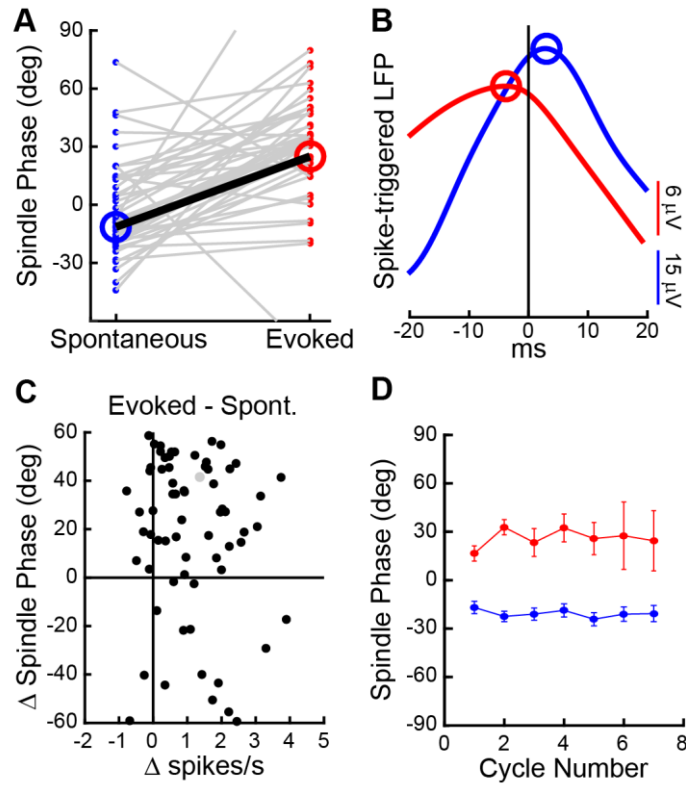 A
Spindle Phase (deg)
90
60
30
0
-30
Spontaneous
Evoked
B
Spike-triggered LFP
6 µV
15 µV
-20
-10
0
10
20
ms
C
Evoked - Spont.
Δ Spindle Phase (deg)
60
40
20
0
-20
-40
-60
-2
-1
0
1
2
3
4
5
Δ spikes/s
D
Spindle Phase (deg)
90
60
30
0
-30
-60
-90
0
2
4
6
8
Cycle Number